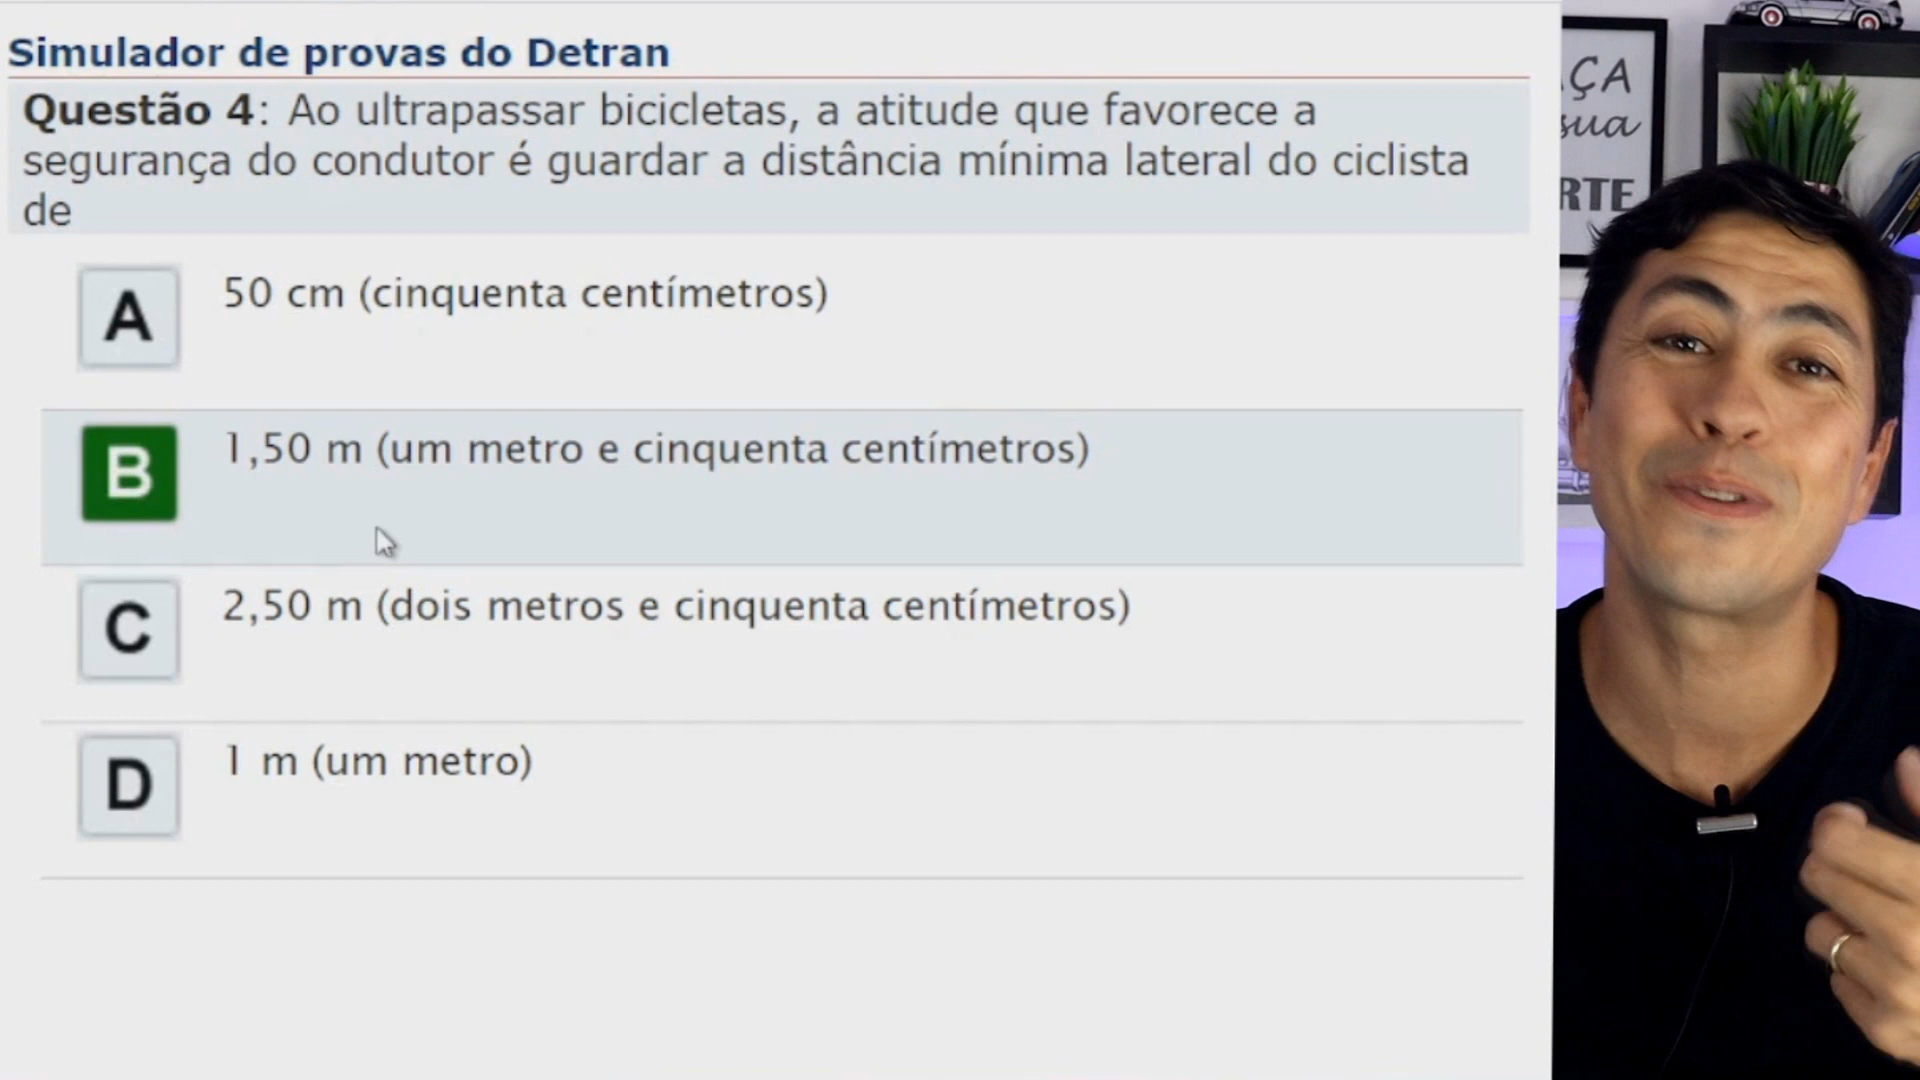 Simulador de provas do Detran
Questão 4: Ao ultrapassar bicicletas, a atitude que favorece a
segurança do condutor é guardar a distância mínima lateral do ciclista
de
A 50 cm (cinquenta centímetros)
B 1,50 m (um metro e cinquenta centímetros)
C 2,50 m (dois metros e cinquenta centímetros)
D 1 m (um metro)
AÇA
sua
RTE